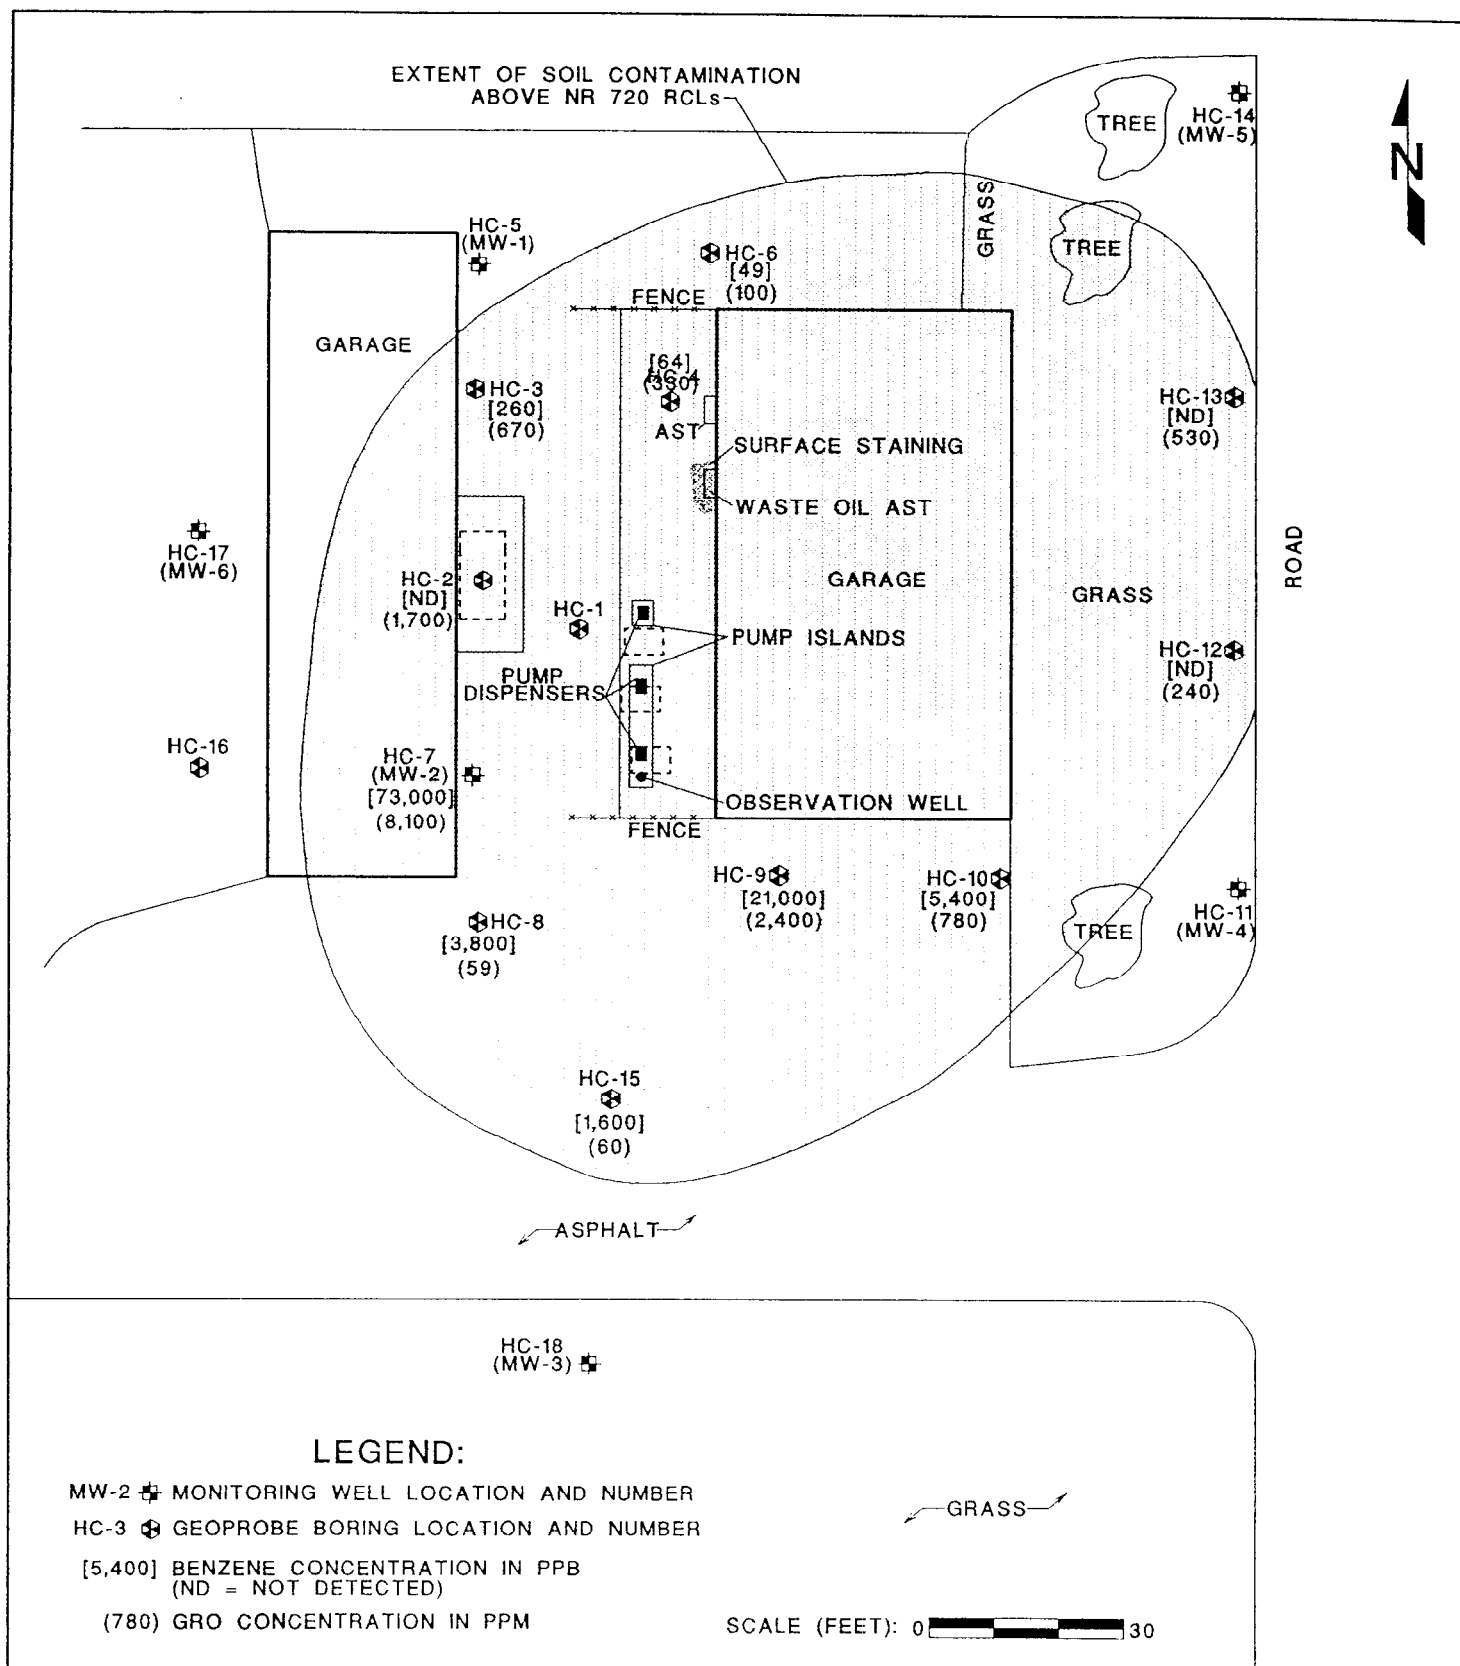 EXTENT OF SOIL CONTAMINATION
ABOVE NR 720 RCLs
TREE
HC-14
(MW-5)
N
GRASS
TREE
HC-5
(MW-1)
HC-6
[49]
(100)
FENCE
GARAGE
[64]
HC-4
(330)
HC-3
[260]
(670)
AST
SURFACE STAINING
WASTE OIL AST
HC-13
[ND]
(530)
ROAD
HC-17
(MW-6)
HC-2
[ND]
(1,700)
HC-1
GARAGE
GRASS
PUMP ISLANDS
HC-12
[ND]
(240)
PUMP
DISPENSERS
HC-16
HC-7
(MW-2)
[73,000]
(8,100)
OBSERVATION WELL
FENCE
HC-9
[21,000]
(2,400)
HC-10
[5,400]
(780)
HC-11
(MW-4)
TREE
HC-8
[3,800]
(59)
HC-15
[1,600]
(60)
ASPHALT
HC-18
(MW-3)
LEGEND:
MW-2 MONITORING WELL LOCATION AND NUMBER
HC-3 GEOPROBE BORING LOCATION AND NUMBER
[5,400] BENZENE CONCENTRATION IN PPB
(ND = NOT DETECTED)
(780) GRO CONCENTRATION IN PPM
GRASS
SCALE (FEET): 0 30